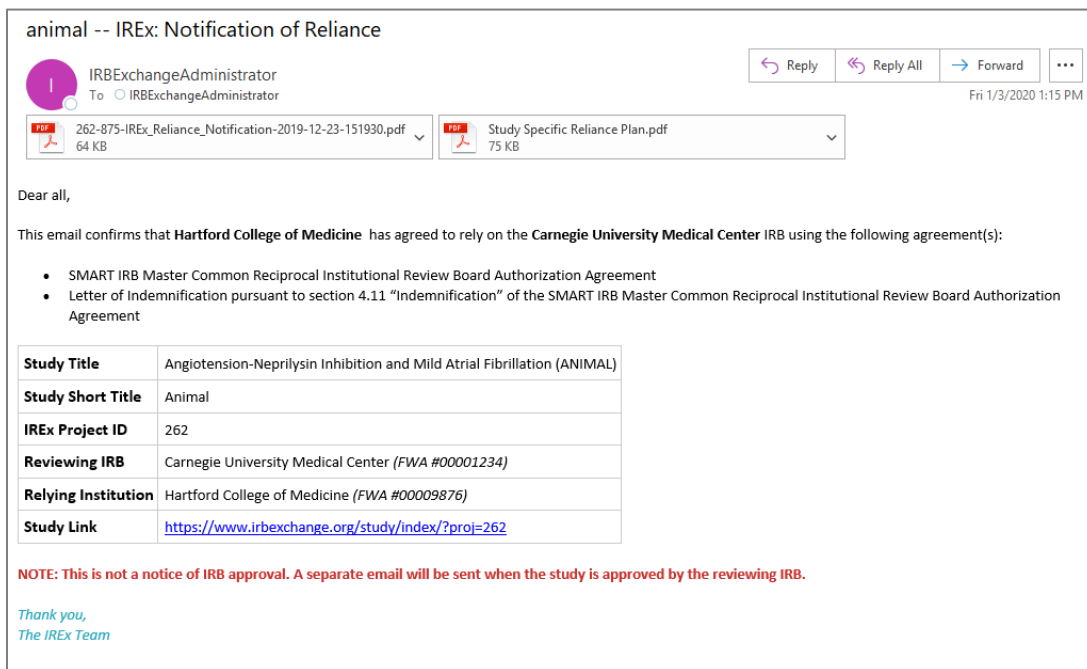 animal -- IREx: Notification of Reliance
I
IRBExchangeAdministrator
To IRBExchangeAdministrator
Reply
Reply All
Forward
...
Fri 1/3/2020 1:15 PM
PDF
262-875-IREx_Reliance_Notification-2019-12-23-151930.pdf
64 KB
PDF
Study Specific Reliance Plan.pdf
75 KB
Dear all,
This email confirms that Hartford College of Medicine has agreed to rely on the Carnegie University Medical Center IRB using the following agreement(s):
• SMART IRB Master Common Reciprocal Institutional Review Board Authorization Agreement
• Letter of Indemnification pursuant to section 4.11 “Indemnification” of the SMART IRB Master Common Reciprocal Institutional Review Board Authorization
Agreement
Study Title Angiotension-Neprilysin Inhibition and Mild Atrial Fibrillation (ANIMAL)
Study Short Title Animal
IREx Project ID 262
Reviewing IRB Carnegie University Medical Center (FWA #00001234)
Relying Institution Hartford College of Medicine (FWA #00009876)
Study Link https://www.irbexchange.org/study/index/?proj=262
NOTE: This is not a notice of IRB approval. A separate email will be sent when the study is approved by the reviewing IRB.
Thank you,
The IREx Team